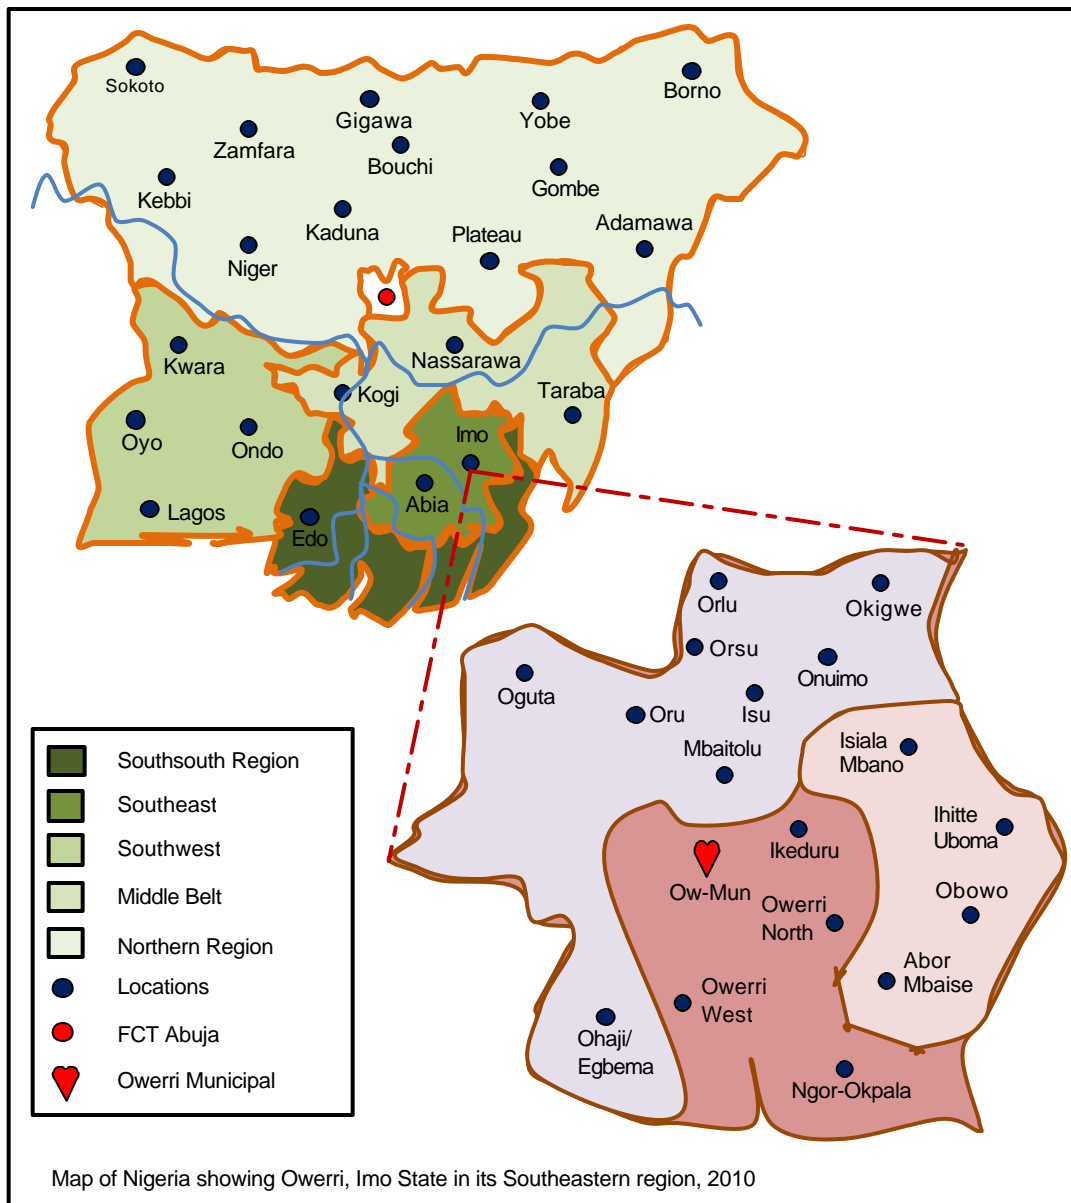 Sokoto
Borno
Gigawa
Yobe
Zamfara
Bouchi
Gombe
Kebbi
Kaduna
Adamawa
Plateau
Niger
Kwara
Nassarawa
Kogi
Taraba
Oyo
Ondo
Imo
Abia
Lagos
Edo
Orlu
Okigwe
Orsu
Onuimo
Oguta
Oru
Isu
Mbaitolu
Isiala
Mbano
Ihitte
Uboma
Ikeduru
Ow-Mun
Obowo
Owerri
North
Abor
Mbaise
Owerri
West
Ohaji/
Egbema
Ngor-Okpala
Southsouth Region
Southeast
Southwest
Middle Belt
Northern Region
Locations
FCT Abuja
Owerri Municipal
Map of Nigeria showing Owerri, Imo State in its Southeastern region, 2010